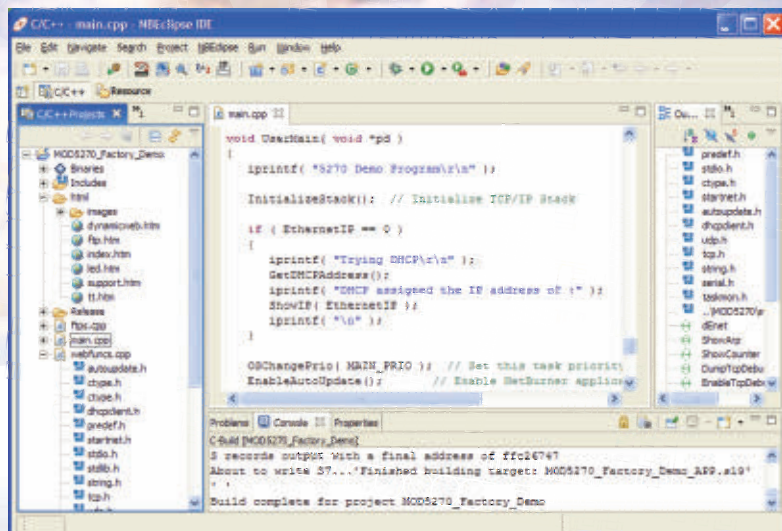 C/C++ - main.cpp - NBEclipse IDE
File Edit Navigate Search Project NBEclipse Run Window Help
C/C++ Resource
C/C++ Projects
MOD5270_Factory_Demo
Binaries
Includes
html
images
dynamicweb.htm
ftp.htm
index.htm
led.htm
support.htm
tt.htm
Release
ftps.cpp
main.cpp
webfuncs.cpp
autoupdate.h
ctype.h
ctype.h
dhcpclient.h
predef.h
startnet.h
stdio.h
stdlib.h
string.h
tcp.h
udp.h
main.cpp
void UserMain( void *pd )
{
iprintf( "5270 Demo Program\r\n" );
InitializeStack(); // Initialize TCP/IP Stack
if ( EthernetIP == 0 )
{
iprintf( "Trying DHCP\r\n" );
GetDHCPAddress();
iprintf( "DHCP assigned the IP address of :" );
ShowIP( EthernetIP );
iprintf( "\n" );
}
OSChangePrio( MAIN_PRIO ); // Set this task priority
EnableAutoUpdate(); // Enable NetBurner applic
Ou...
predef.h
stdio.h
ctype.h
startnet.h
autoupdate.h
dhcpclient.h
udp.h
tcp.h
string.h
serial.h
taskmon.h
..\MOD5270\
dEnet
ShowArp
ShowCounter
DumpTcpDebu
EnableTcpDebu
Problems Console Properties
C-Build [MOD5270_Factory_Demo]
S records output with a final address of ffc26747
About to write S7...'Finished building target: MOD5270_Factory_Demo_APP.s19'
' '
Build complete for project MOD5270_Factory_Demo